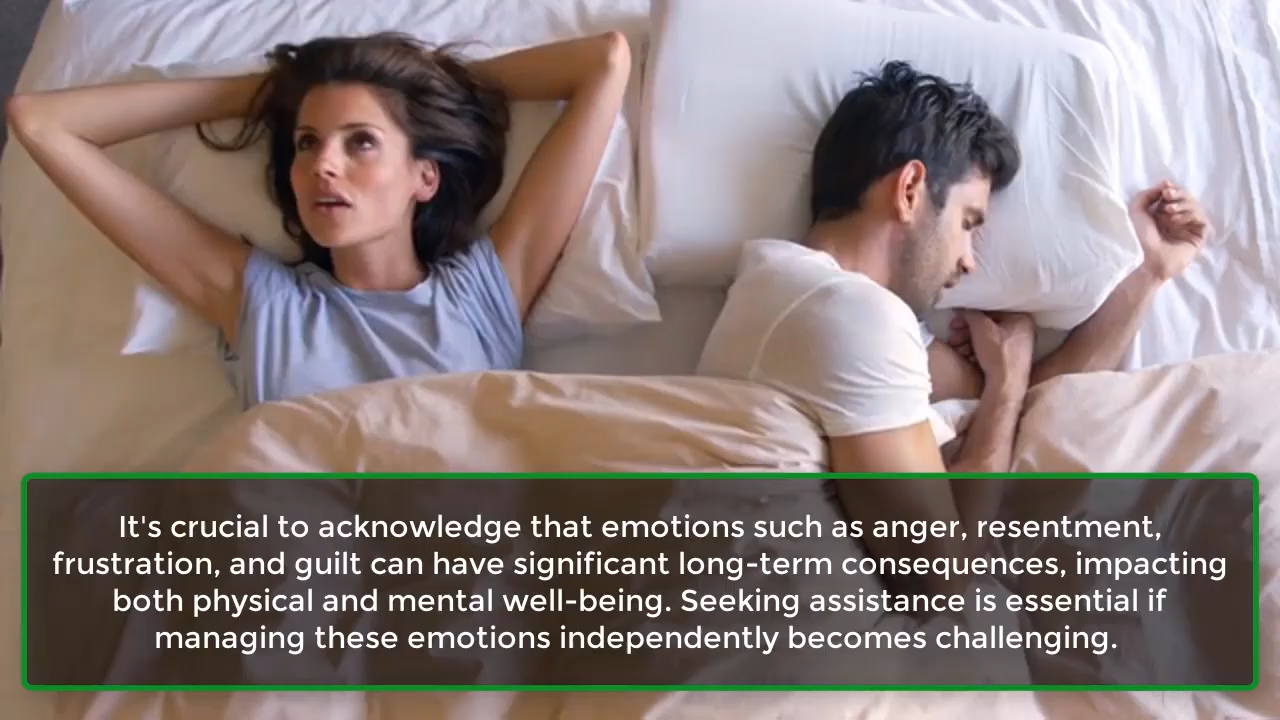 It's crucial to acknowledge that emotions such as anger, resentment,
frustration, and guilt can have significant long-term consequences, impacting
both physical and mental well-being. Seeking assistance is essential if
managing these emotions independently becomes challenging.